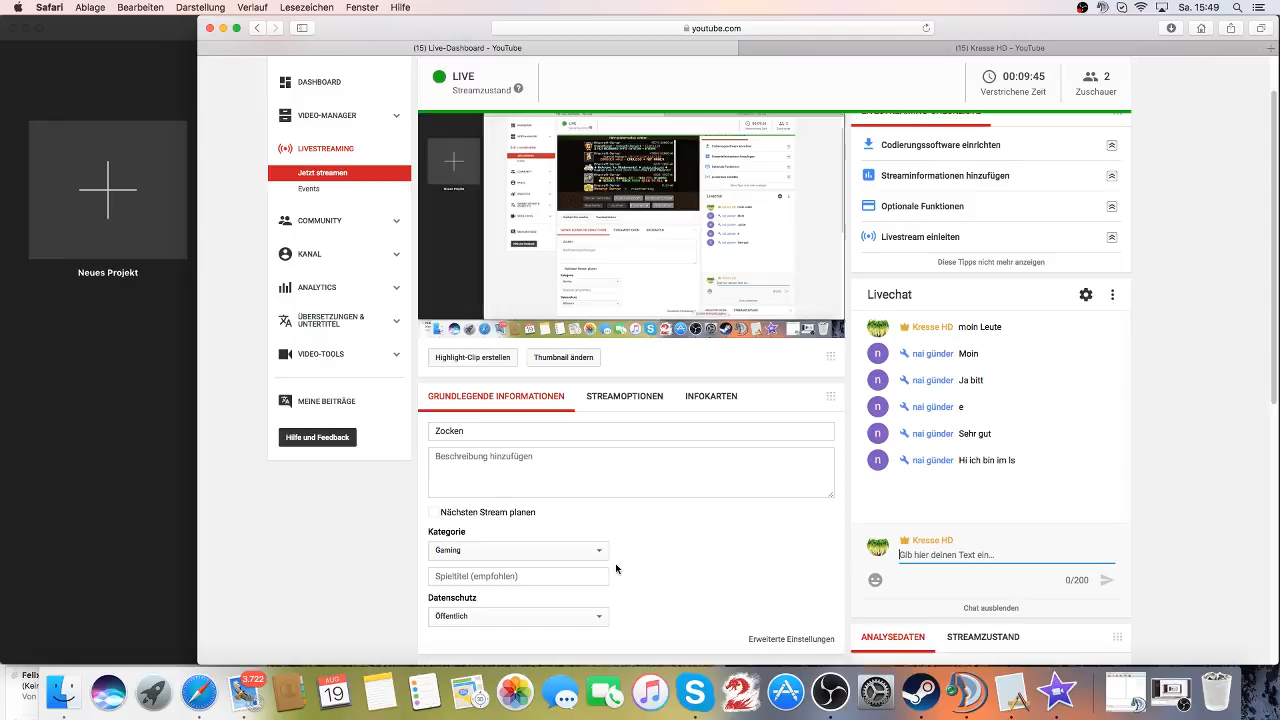 Safari Ablage Bearbeiten Darstellung Verlauf Lesezeichen Fenster Hilfe
Sa. 15:49
youtube.com
(15) Live-Dashboard – YouTube
(15) Kresse HD – YouTube
Neues Projekt
DASHBOARD
VIDEO-MANAGER
LIVESTREAMING
Jetzt streamen
Events
COMMUNITY
KANAL
ANALYTICS
ÜBERSETZUNGEN &
UNTERTITEL
VIDEO-TOOLS
MEINE BEITRÄGE
Hilfe und Feedback
LIVE
Streamzustand ?
00:09:45
Verstrichene Zeit
2
Zuschauer
Highlight-Clip erstellen
Thumbnail ändern
GRUNDLEGENDE INFORMATIONEN
STREAMOPTIONEN
INFOKARTEN
Zocken
Beschreibung hinzufügen
Nächsten Stream planen
Kategorie
Gaming
Spieltitel (empfohlen)
Datenschutz
Öffentlich
Erweiterte Einstellungen
Codierungssoftware einrichten
Streaminformationen hinzufügen
Optionale Funktionen
Livestream einleiten
Diese Tipps nicht mehr anzeigen
Livechat
Kresse HD moin Leute
n nai günder Moin
n nai günder Ja bitt
n nai günder e
n nai günder Sehr gut
n nai günder Hi ich bin im ls
Kresse HD
Gib hier deinen Text ein...
0/200
Chat ausblenden
ANALYSEDATEN
STREAMZUSTAND
Felix
(Kein
Von
3.722
AUG
19